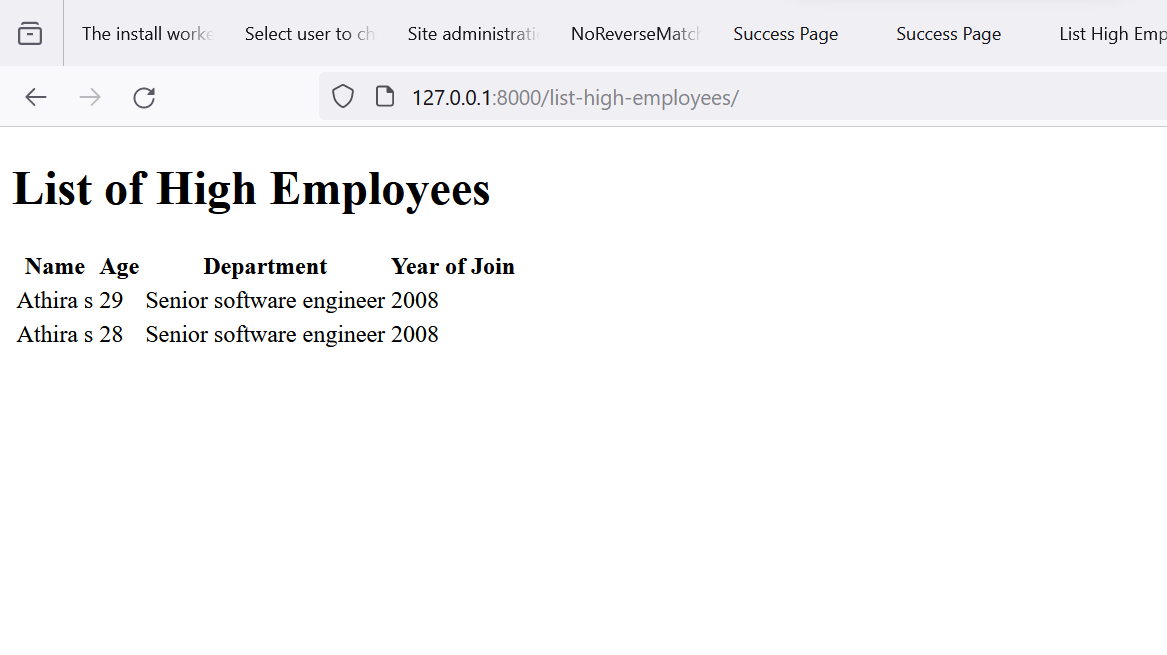 The install worke Select user to ch Site administrati NoReverseMatch Success Page Success Page List High Emp
127.0.0.1:8000/list-high-employees/
List of High Employees
Name Age Department Year of Join
Athira s 29 Senior software engineer 2008
Athira s 28 Senior software engineer 2008